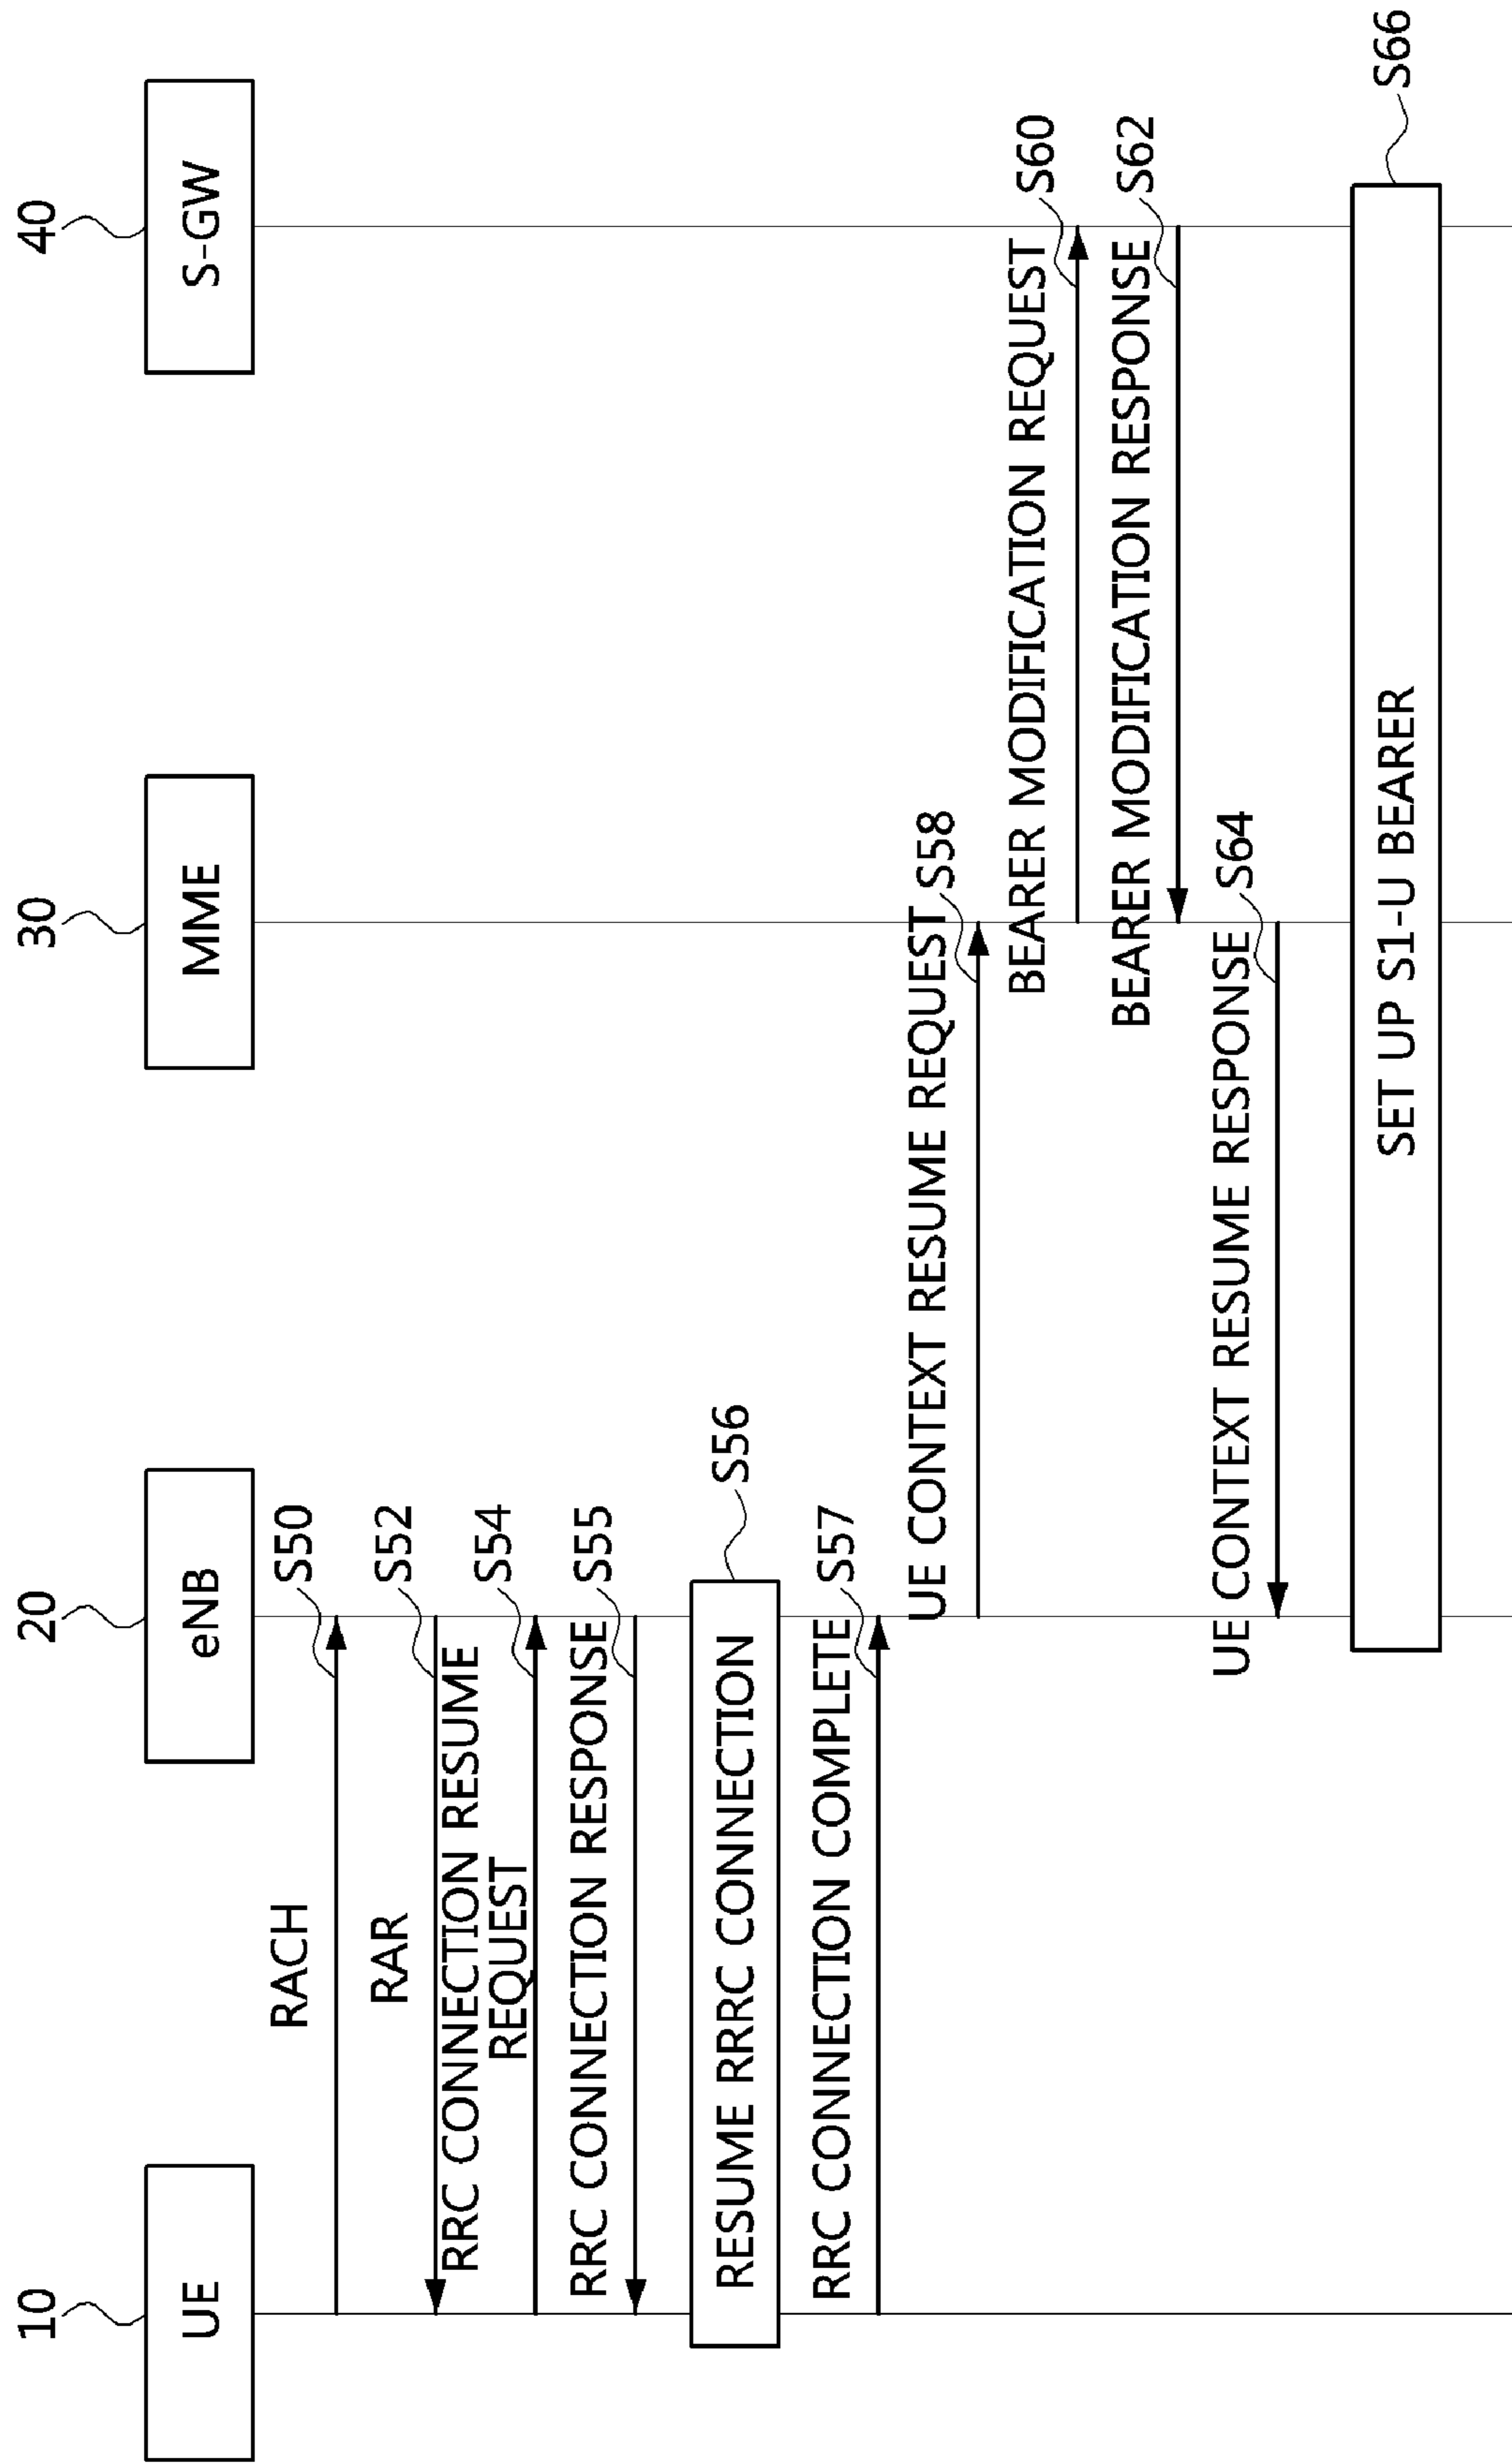 10
20
30
40
UE
eNB
MME
S-GW
RACH
S50
RAR
S52
RRC CONNECTION RESUME
REQUEST
S54
RRC CONNECTION RESPONSE
S55
RESUME RRRC CONNECTION
S56
RRC CONNECTION COMPLETE
S57
UE CONTEXT RESUME REQUEST
S58
BEARER MODIFICATION REQUEST
S60
BEARER MODIFICATION RESPONSE
S62
UE CONTEXT RESUME RESPONSE
S64
SET UP S1-U BEARER
S66